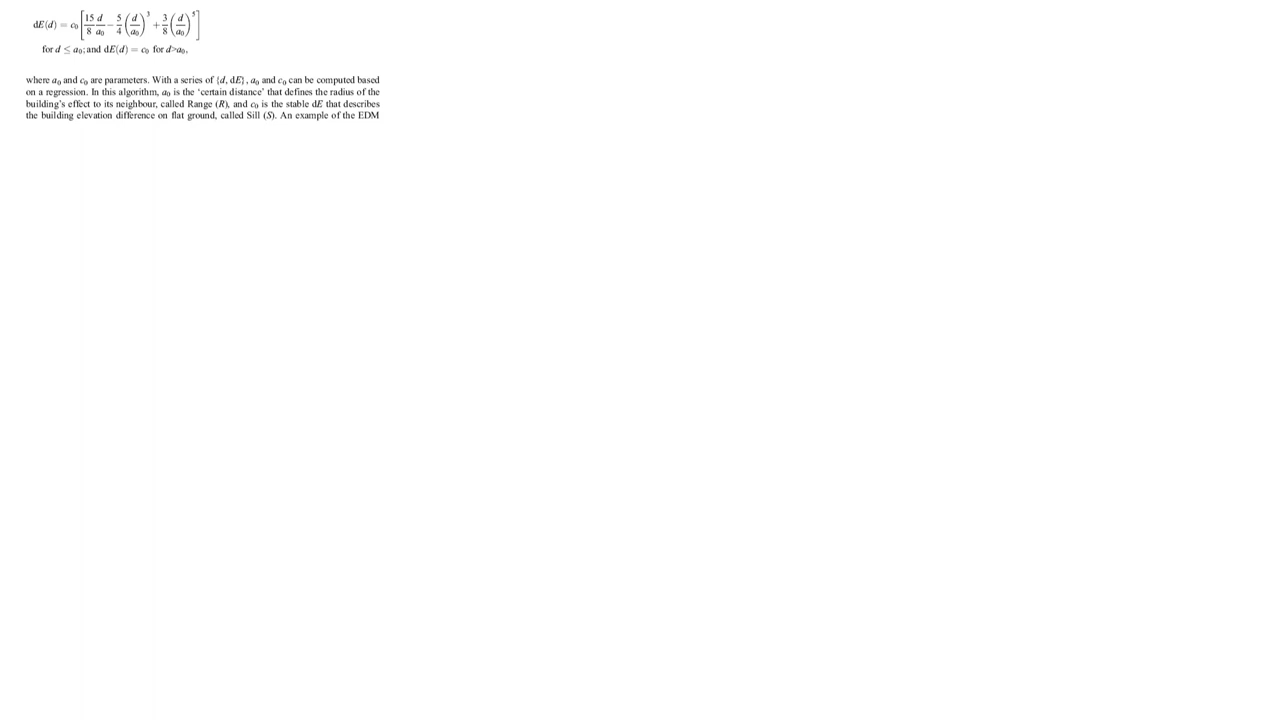 dE(d) = c₀[15/8 d/a₀ − 5/4 (d/a₀)³ + 3/8 (d/a₀)⁵]
for d ≤ a₀; and dE(d) = c₀ for d>a₀,
where a₀ and c₀ are parameters. With a series of {d, dE}, a₀ and c₀ can be computed based
on a regression. In this algorithm, a₀ is the ‘certain distance’ that defines the radius of the
building's effect to its neighbour, called Range (R), and c₀ is the stable dE that describes
the building elevation difference on flat ground, called Sill (S). An example of the EDM